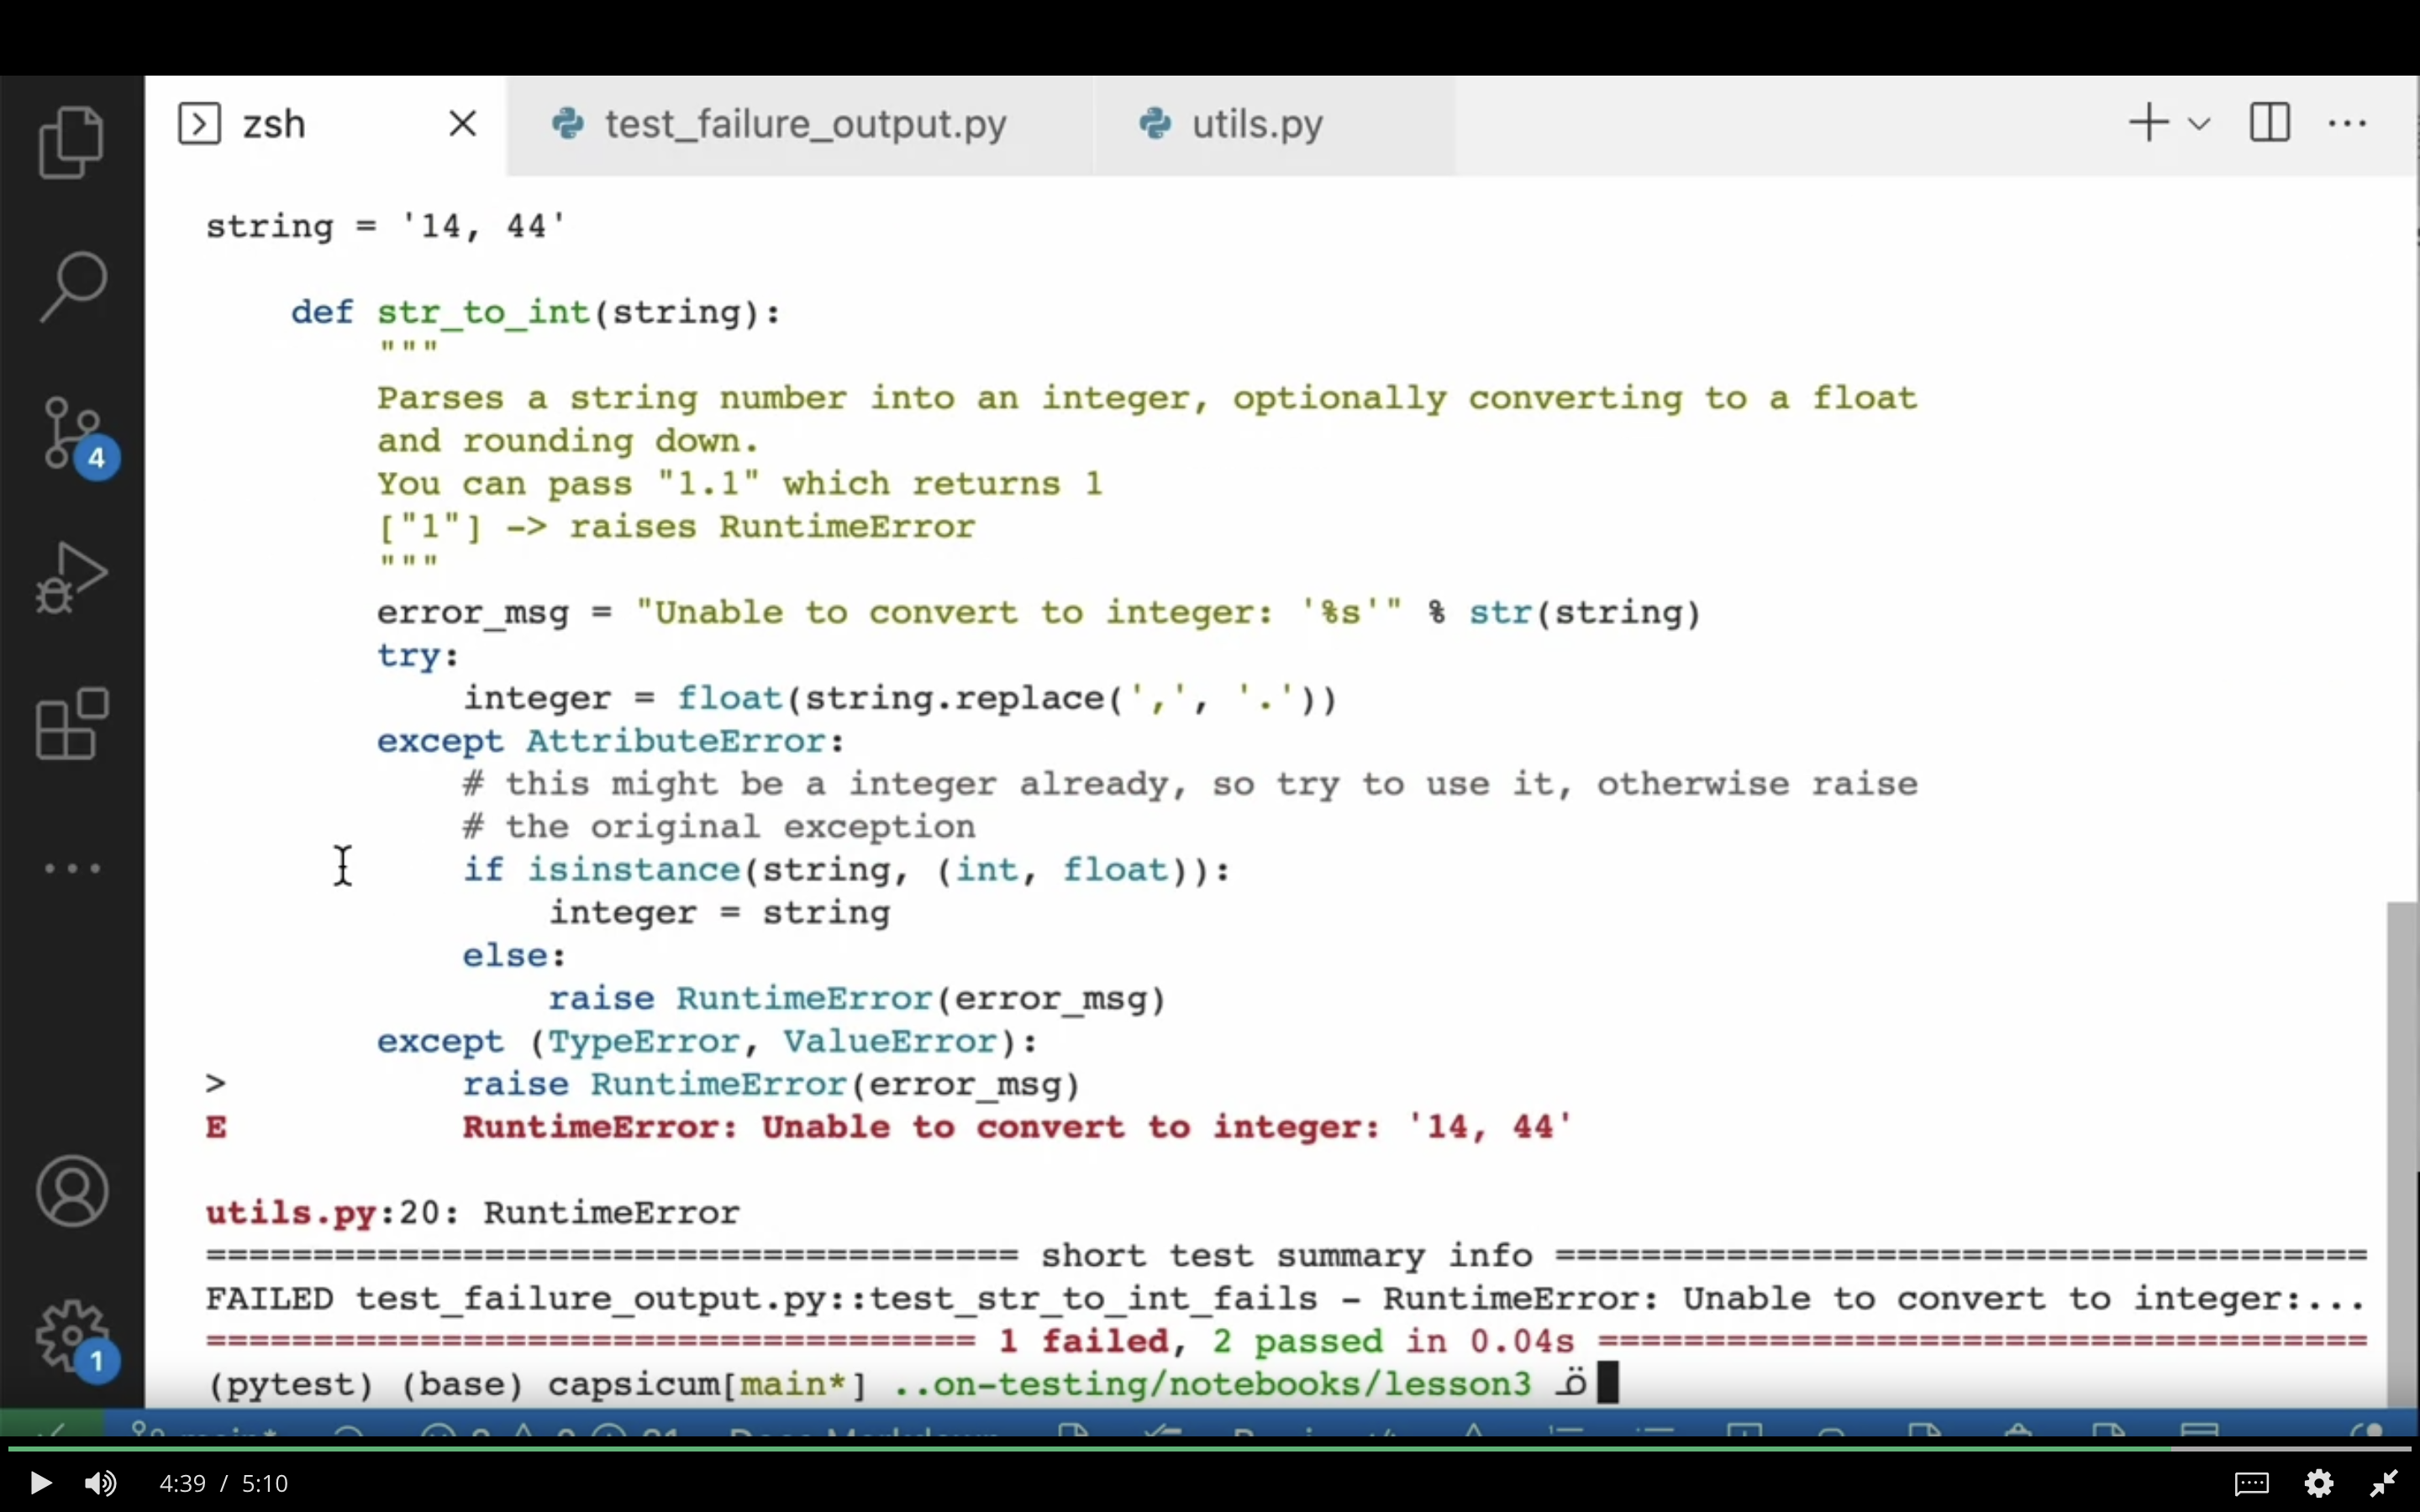 zsh
test_failure_output.py
utils.py
string = '14, 44'
def str_to_int(string):
"""
Parses a string number into an integer, optionally converting to a float
and rounding down.
You can pass "1.1" which returns 1
["1"] -> raises RuntimeError
"""
error_msg = "Unable to convert to integer: '%s'" % str(string)
try:
integer = float(string.replace(',', '.'))
except AttributeError:
# this might be a integer already, so try to use it, otherwise raise
# the original exception
if isinstance(string, (int, float)):
integer = string
else:
raise RuntimeError(error_msg)
except (TypeError, ValueError):
> raise RuntimeError(error_msg)
E RuntimeError: Unable to convert to integer: '14, 44'
utils.py:20: RuntimeError
====================================== short test summary info ======================================
FAILED test_failure_output.py::test_str_to_int_fails - RuntimeError: Unable to convert to integer:...
==================================== 1 failed, 2 passed in 0.04s ====================================
(pytest) (base) capsicum[main*] ..on-testing/notebooks/lesson3
4
1
4:39 / 5:10